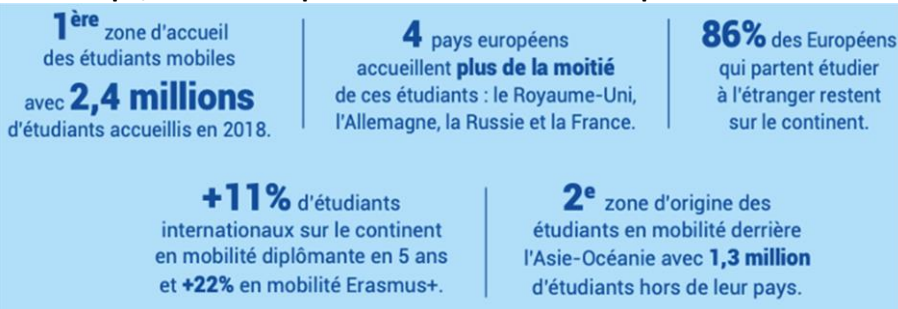 1ère zone d'accueil
des étudiants mobiles
avec 2,4 millions
d'étudiants accueillis en 2018.
4 pays européens
accueillent plus de la moitié
de ces étudiants : le Royaume-Uni,
l'Allemagne, la Russie et la France.
86% des Européens
qui partent étudier
à l'étranger restent
sur le continent.
+11% d'étudiants
internationaux sur le continent
en mobilité diplômante en 5 ans
et +22% en mobilité Erasmus+.
2e zone d'origine des
étudiants en mobilité derrière
l'Asie-Océanie avec 1,3 million
d'étudiants hors de leur pays.